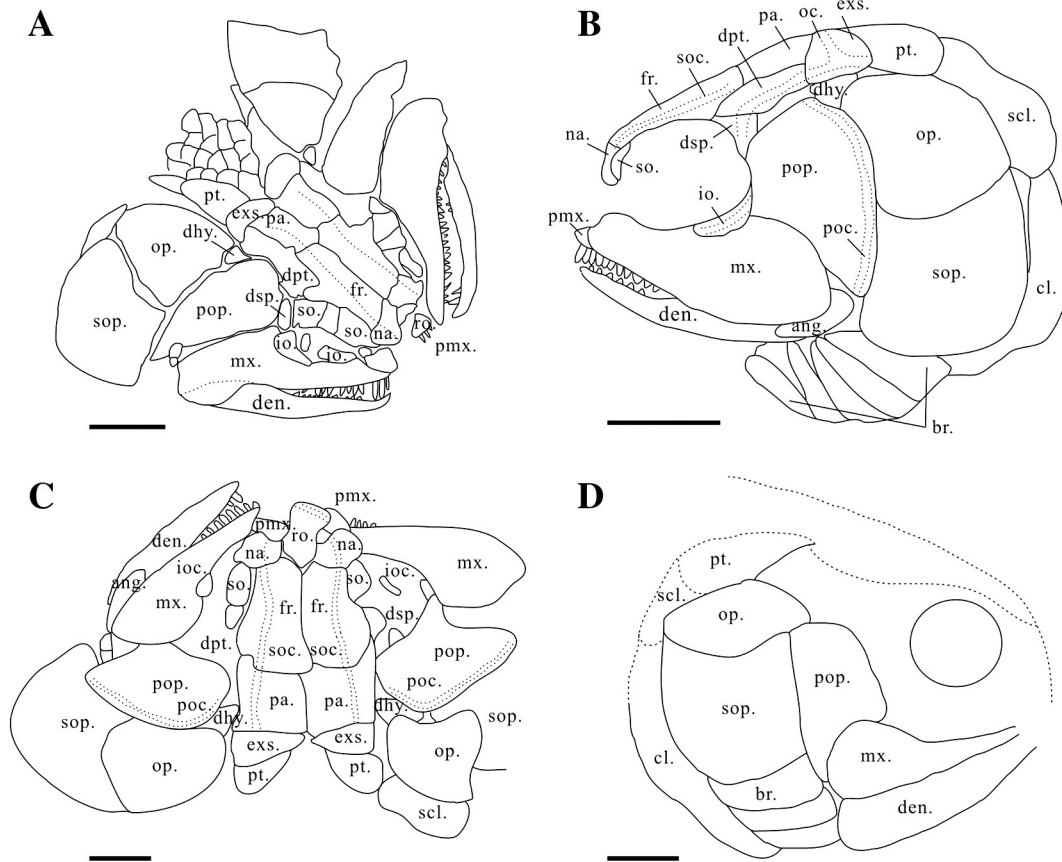 A
pt.
exs.
pa.
dhy.
op.
dpt.
fr.
sop.
pop.
dsp.
so.
so.
na.
ro.
pmx.
io.
io.
mx.
den.
B
exs.
oc.
pa.
dpt.
soc.
fr.
pt.
dhy.
scl.
na.
dsp.
op.
so.
pop.
io.
pmx.
poc.
mx.
sop.
cl.
den.
ang.
br.
C
pmx.
pmx.
ro.
den.
na.
na.
ioc.
ioc.
mx.
ang.
so.
so.
mx.
fr.
fr.
dsp.
dpt.
soc.
soc.
pop.
pop.
poc.
poc.
pa.
pa.
dhy.
dhy.
sop.
sop.
exs.
exs.
op.
op.
pt.
pt.
scl.
D
pt.
scl.
op.
pop.
sop.
cl.
mx.
br.
den.